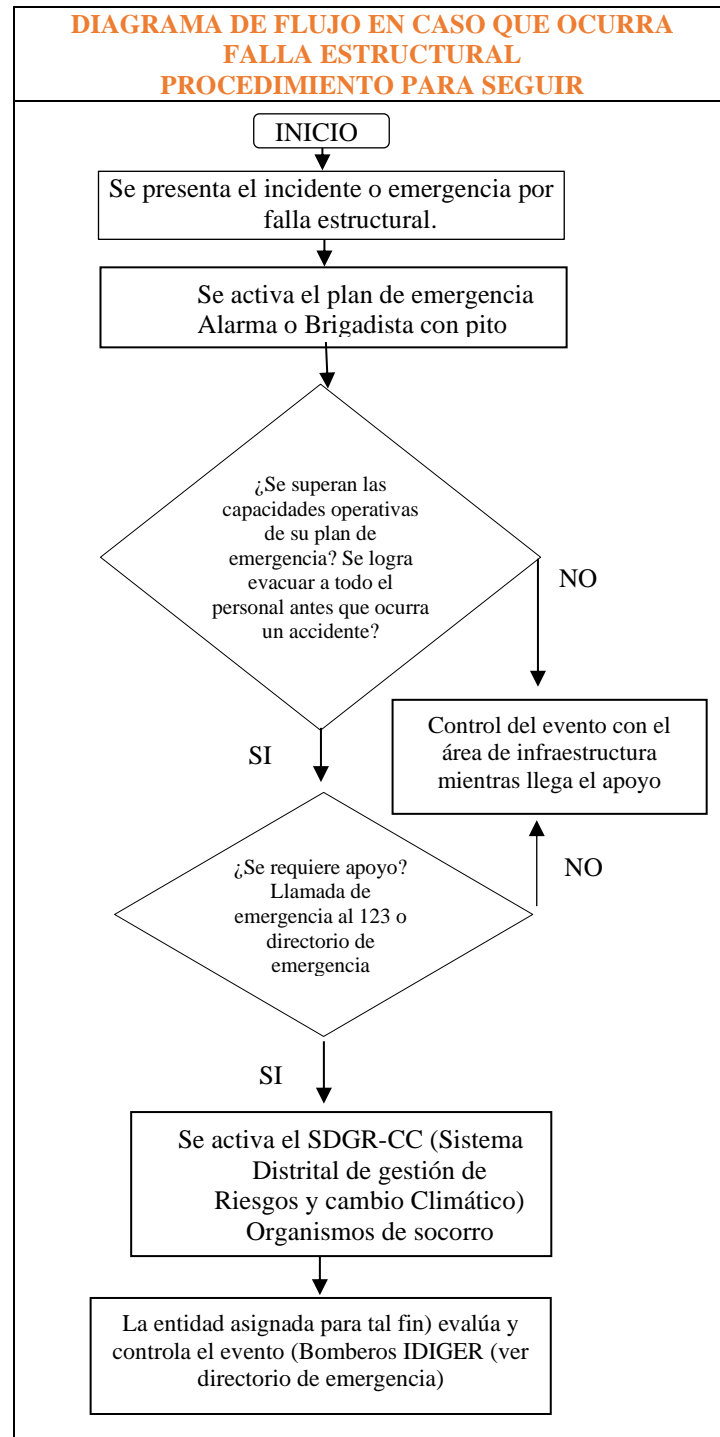 DIAGRAMA DE FLUJO EN CASO QUE OCURRA
FALLA ESTRUCTURAL
PROCEDIMIENTO PARA SEGUIR
INICIO
Se presenta el incidente o emergencia por
falla estructural.
Se activa el plan de emergencia
Alarma o Brigadista con pito
¿Se superan las
capacidades operativas
de su plan de
emergencia? Se logra
evacuar a todo el
personal antes que ocurra
un accidente?
NO
Control del evento con el
área de infraestructura
mientras llega el apoyo
SI
¿Se requiere apoyo?
Llamada de
emergencia al 123 o
directorio de
emergencia
NO
SI
Se activa el SDGR-CC (Sistema
Distrital de gestión de
Riesgos y cambio Climático)
Organismos de socorro
La entidad asignada para tal fin) evalúa y
controla el evento (Bomberos IDIGER (ver
directorio de emergencia)